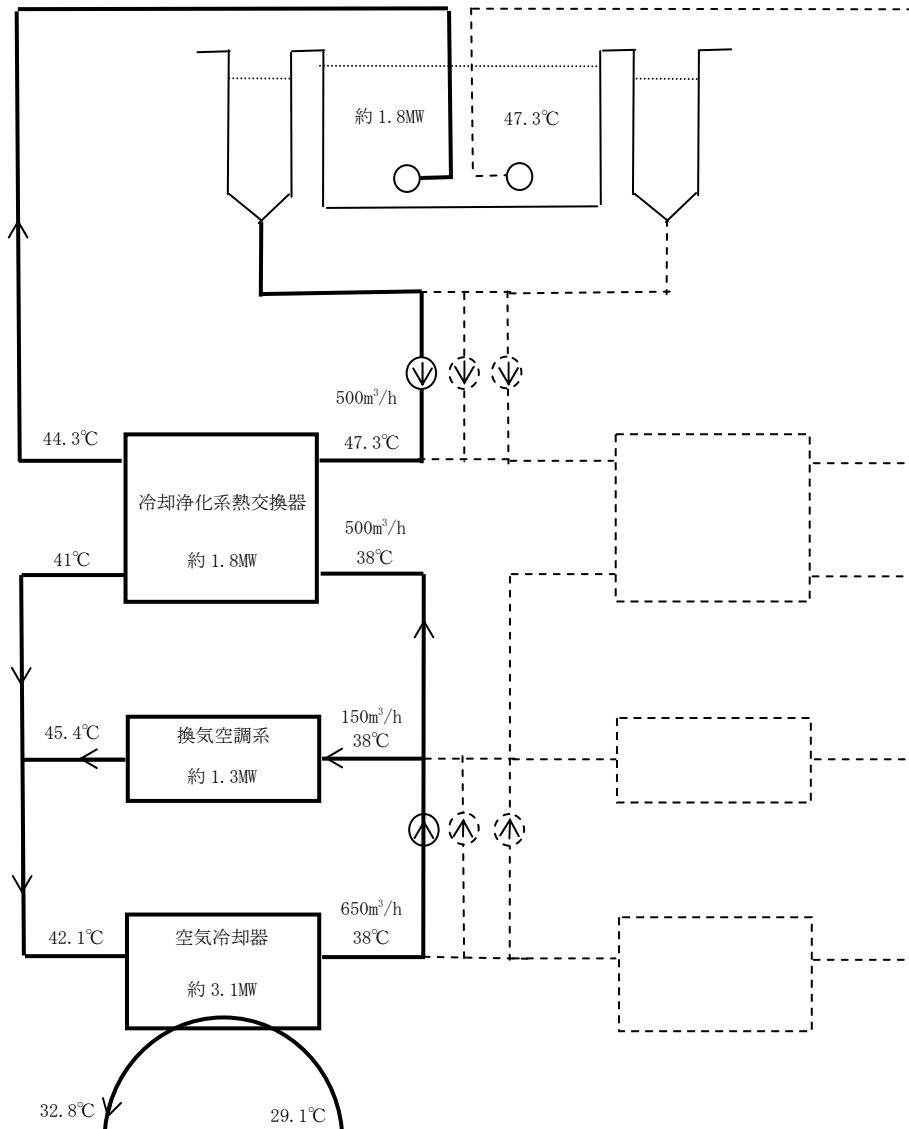 約 1.8MW
47.3℃
500m³/h
44.3℃
47.3℃
冷却浄化系熱交換器
約 1.8MW
500m³/h
41℃
38℃
150m³/h
45.4℃
換気空調系
38℃
約 1.3MW
650m³/h
42.1℃
空気冷却器
38℃
約 3.1MW
32.8℃
29.1℃